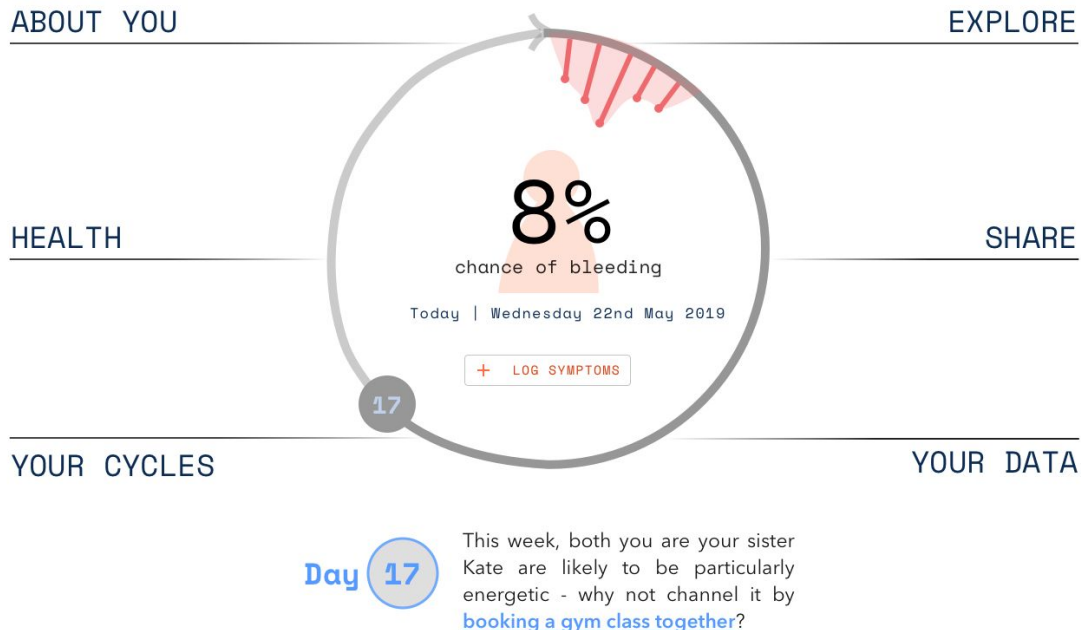 ABOUT YOU
EXPLORE
8%
chance of bleeding
HEALTH
SHARE
Today | Wednesday 22nd May 2019
+ LOG SYMPTOMS
17
YOUR CYCLES
YOUR DATA
Day 17
This week, both you are your sister
Kate are likely to be particularly
energetic - why not channel it by
booking a gym class together?